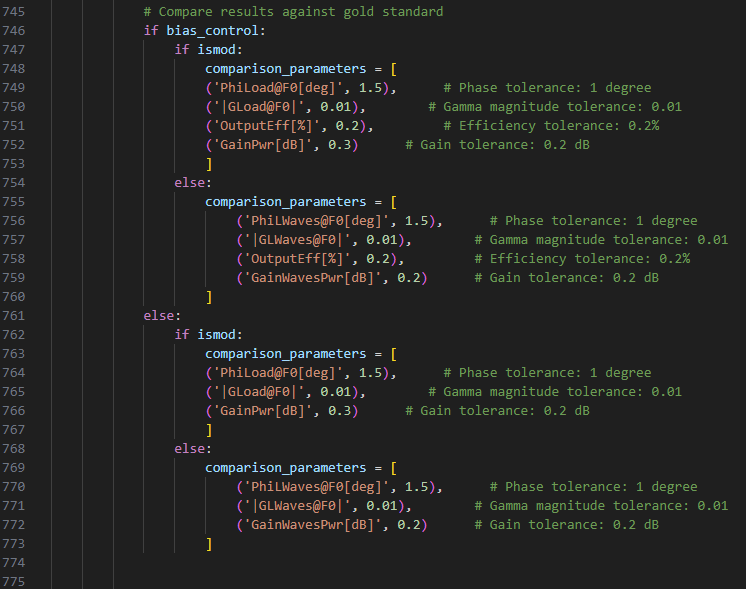 745 # Compare results against gold standard
746 if bias_control:
747 if ismod:
748 comparison_parameters = [
749 ('PhiLoad@F0[deg]', 1.5), # Phase tolerance: 1 degree
750 ('|GLoad@F0|', 0.01), # Gamma magnitude tolerance: 0.01
751 ('OutputEff[%]', 0.2), # Efficiency tolerance: 0.2%
752 ('GainPwr[dB]', 0.3) # Gain tolerance: 0.2 dB
753 ]
754 else:
755 comparison_parameters = [
756 ('PhiLWaves@F0[deg]', 1.5), # Phase tolerance: 1 degree
757 ('|GLWaves@F0|', 0.01), # Gamma magnitude tolerance: 0.01
758 ('OutputEff[%]', 0.2), # Efficiency tolerance: 0.2%
759 ('GainWavesPwr[dB]', 0.2) # Gain tolerance: 0.2 dB
760 ]
761 else:
762 if ismod:
763 comparison_parameters = [
764 ('PhiLoad@F0[deg]', 1.5), # Phase tolerance: 1 degree
765 ('|GLoad@F0|', 0.01), # Gamma magnitude tolerance: 0.01
766 ('GainPwr[dB]', 0.3) # Gain tolerance: 0.2 dB
767 ]
768 else:
769 comparison_parameters = [
770 ('PhiLWaves@F0[deg]', 1.5), # Phase tolerance: 1 degree
771 ('|GLWaves@F0|', 0.01), # Gamma magnitude tolerance: 0.01
772 ('GainWavesPwr[dB]', 0.2) # Gain tolerance: 0.2 dB
773 ]
774
775